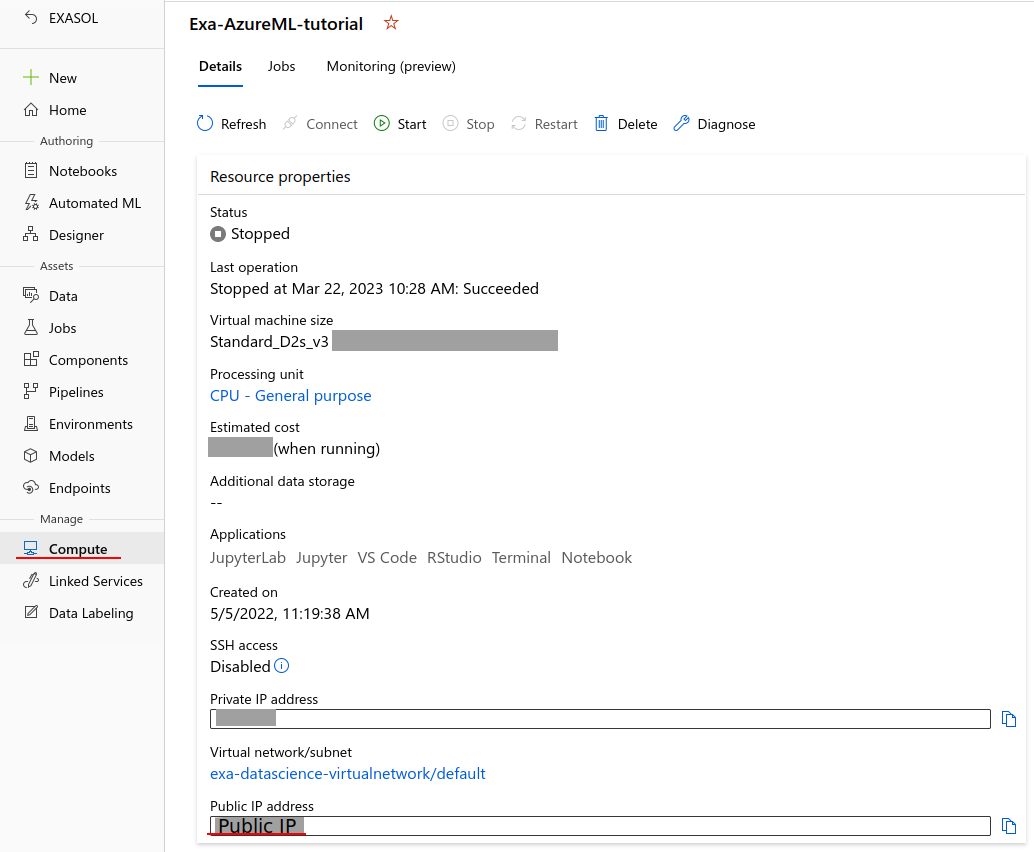 EXASOL
New
Home
Authoring
Notebooks
Automated ML
Designer
Assets
Data
Jobs
Components
Pipelines
Environments
Models
Endpoints
Manage
Compute
Linked Services
Data Labeling
Exa-AzureML-tutorial
Details Jobs Monitoring (preview)
Refresh Connect Start Stop Restart Delete Diagnose
Resource properties
Status
Stopped
Last operation
Stopped at Mar 22, 2023 10:28 AM: Succeeded
Virtual machine size
Standard_D2s_v3
Processing unit
CPU - General purpose
Estimated cost
(when running)
Additional data storage
--
Applications
JupyterLab Jupyter VS Code RStudio Terminal Notebook
Created on
5/5/2022, 11:19:38 AM
SSH access
Disabled
Private IP address
Virtual network/subnet
exa-datascience-virtualnetwork/default
Public IP address
Public IP